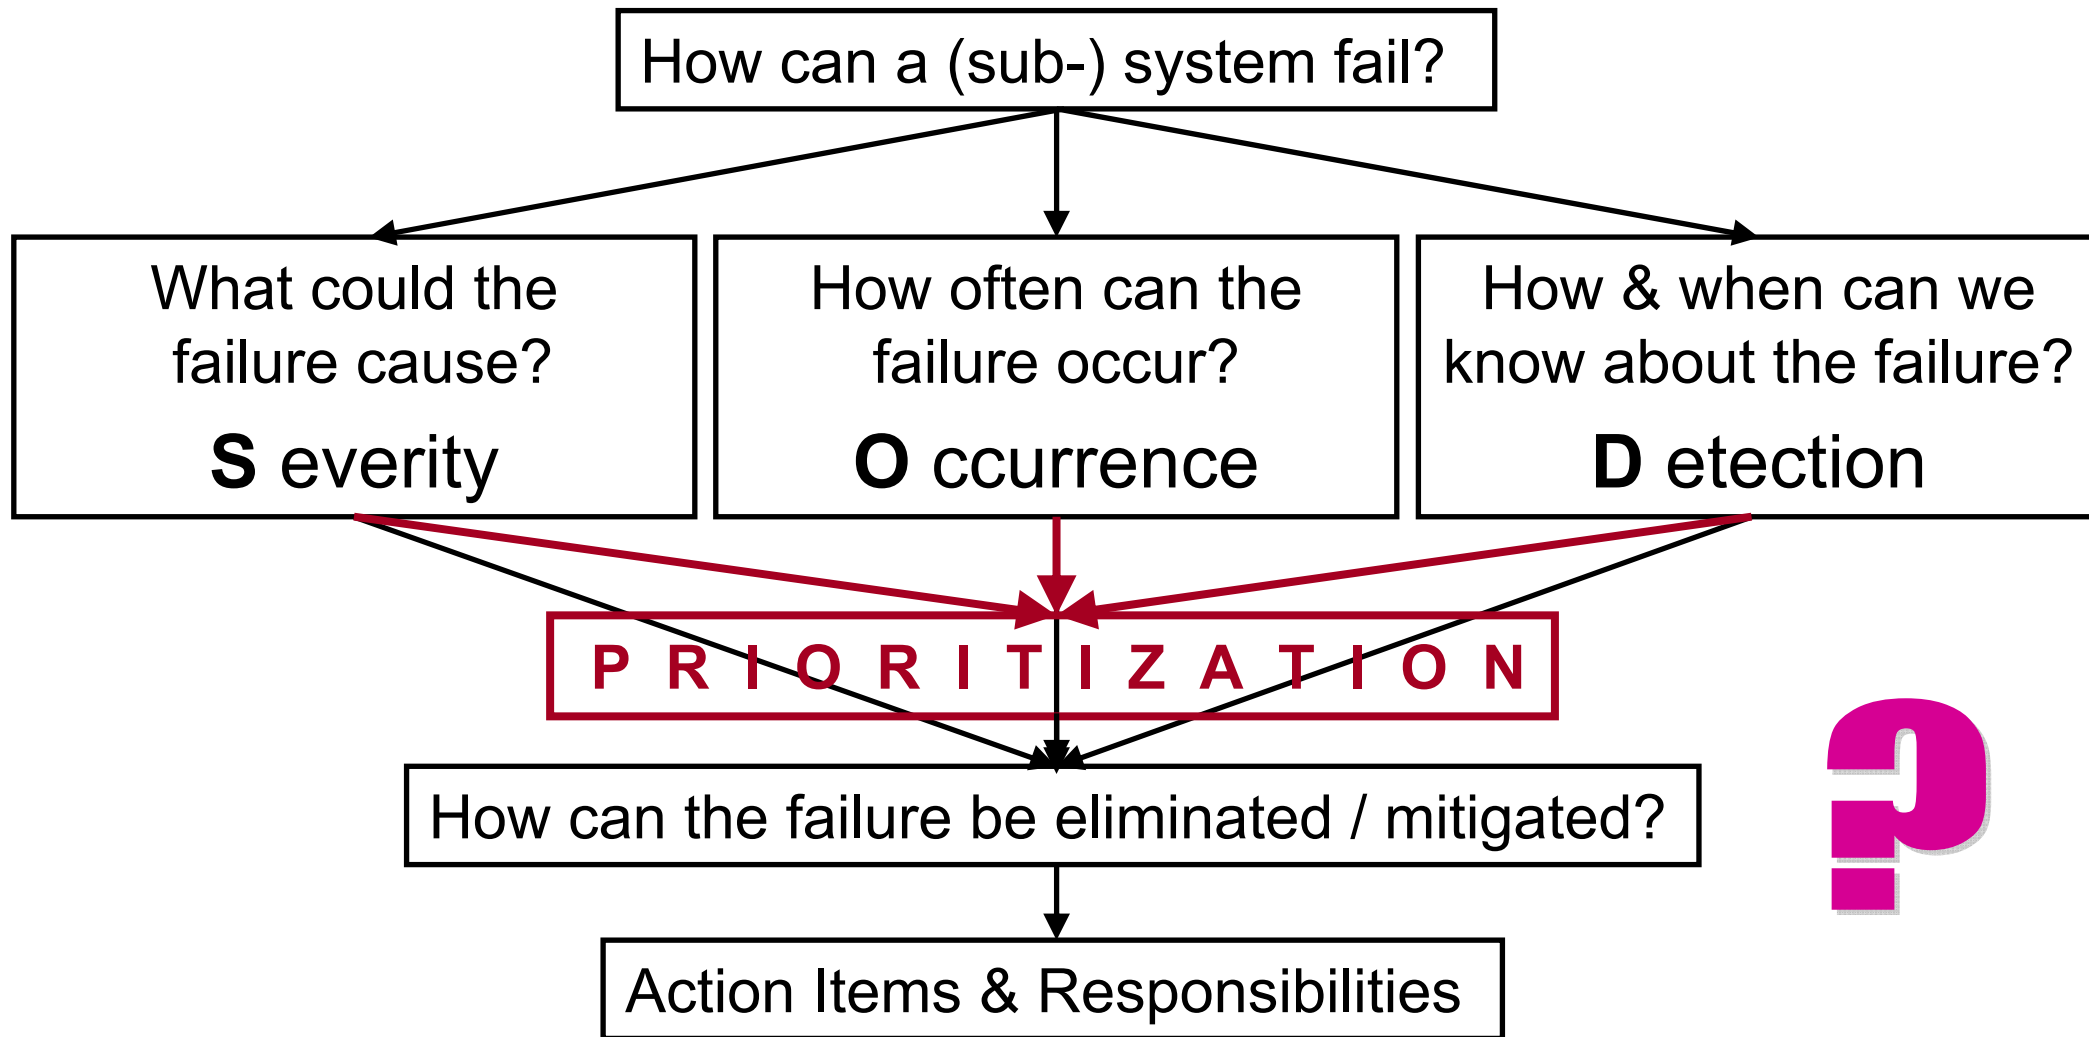 How can a (sub-) system fail?
What could the
failure cause?
S everity
How often can the
failure occur?
O ccurrence
How & when can we
know about the failure?
D etection
P R I O R I T I Z A T I O N
How can the failure be eliminated / mitigated?
?
Action Items & Responsibilities